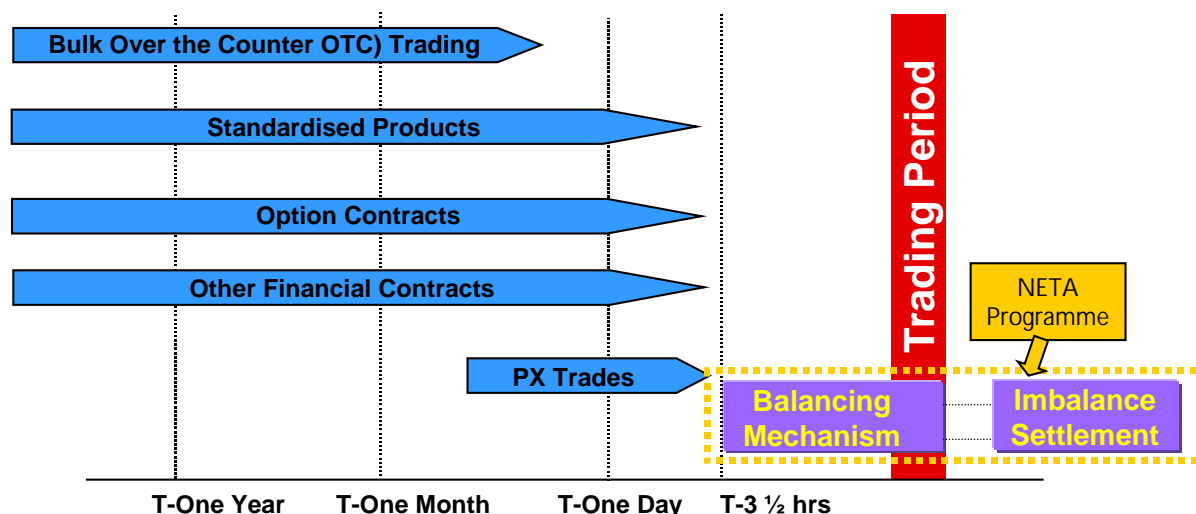 Bulk Over the Counter OTC) Trading
Standardised Products
Option Contracts
Other Financial Contracts
PX Trades
Trading Period
NETA
Programme
Balancing
Mechanism
Imbalance
Settlement
T-One Year
T-One Month
T-One Day
T-3 ½ hrs